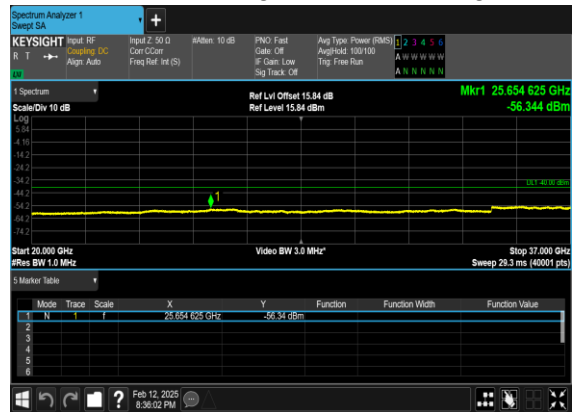 Spectrum Analyzer 1
Swept SA
+
KEYSIGHT Input: RF Input Z: 50 Ω #Atten: 10 dB PNO: Fast Avg Type: Power (RMS) 1 2 3 4 5 6
R T Coupling: DC Corr CCorr Gate: Off Avg|Hold: 100/100 A W W W W W
Align: Auto Freq Ref: Int (S) IF Gain: Low Trig: Free Run
LW Sig Track: Off A N N N N N
1 Spectrum
Scale/Div 10 dB
Ref Lvl Offset 15.84 dB
Ref Level 15.84 dBm
Mkr1 25.654 625 GHz
-56.344 dBm
Log
5.84
-4.16
-14.2
-24.2
-34.2
DL1 -40.00 dBm
-44.2
1
-54.2
-64.2
-74.2
Start 20.000 GHz Video BW 3.0 MHz* Stop 37.000 GHz
#Res BW 1.0 MHz Sweep 29.3 ms (40001 pts)
5 Marker Table
Mode Trace Scale X Y Function Function Width Function Value
1 N 1 f 25.654 625 GHz -56.34 dBm
2
3
4
5
6
? Feb 12, 2025
8:36:02 PM